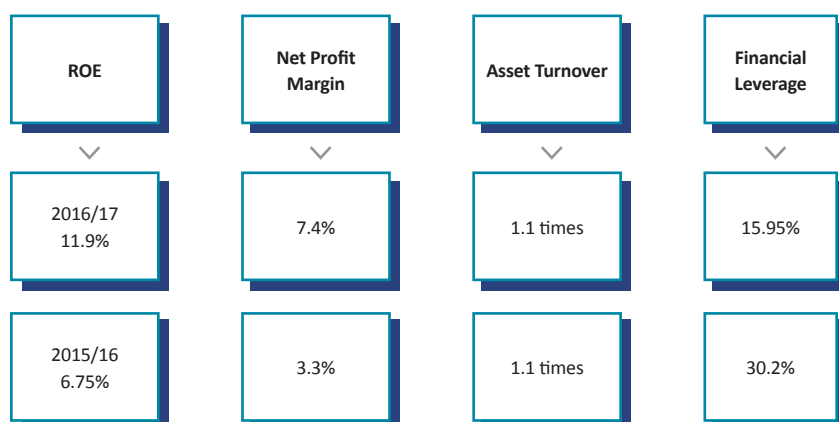 ROE
Net Profit
Margin
Asset Turnover
Financial
Leverage
2016/17
11.9%
7.4%
1.1 times
15.95%
2015/16
6.75%
3.3%
1.1 times
30.2%